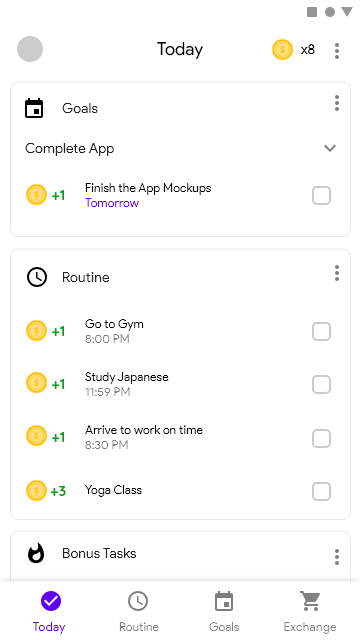 Today
x8
Goals
Complete App
+1
Finish the App Mockups
Tomorrow
Routine
+1
Go to Gym
8:00 PM
+1
Study Japanese
11:59 PM
+1
Arrive to work on time
8:30 PM
+3
Yoga Class
Bonus Tasks
Today
Routine
Goals
Exchange